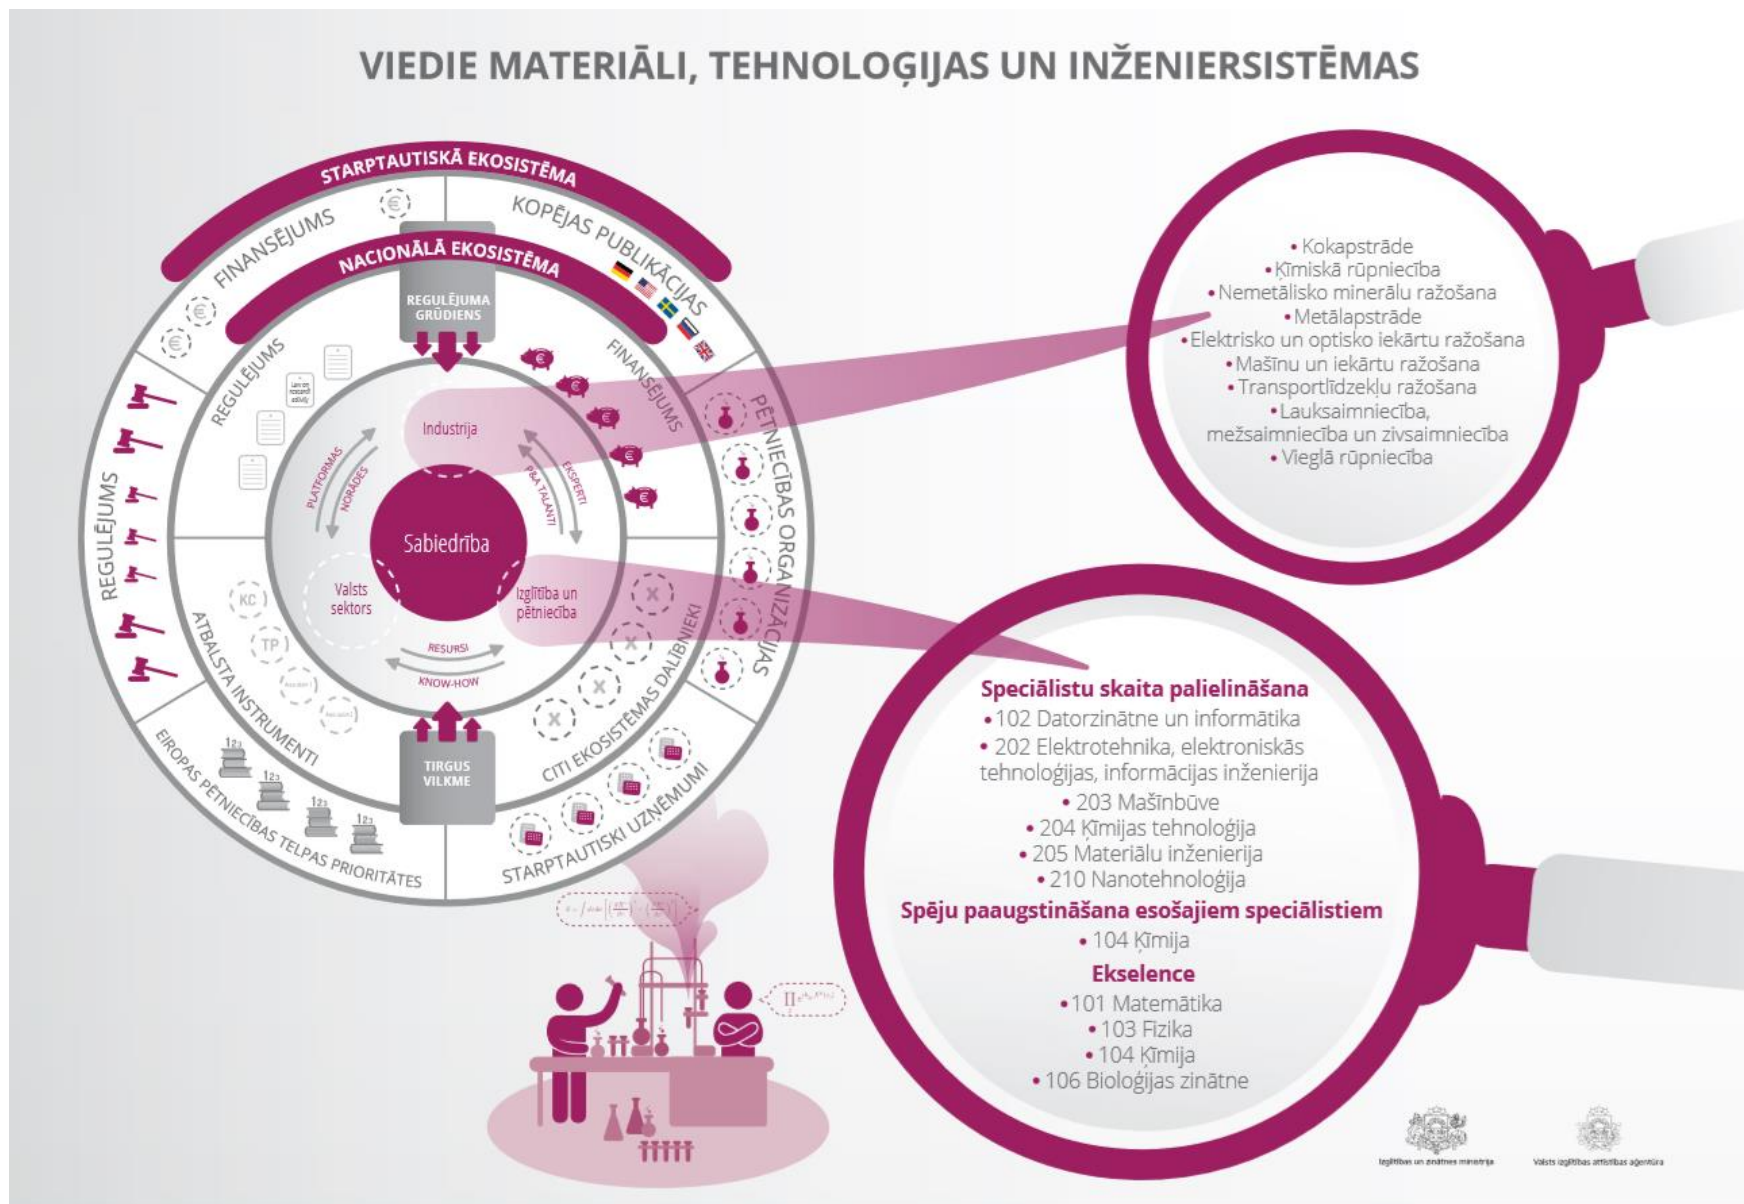 VIEDIE MATERIĀLI, TEHNOLOĢIJAS UN INŽENIERSISTĒMAS
STARPTAUTISKĀ EKOSISTĒMA
FINANSĒJUMS
KOPĒJAS PUBLIKĀCIJAS
NACIONĀLĀ EKOSISTĒMA
REGULĒJUMA
GRŪDIENS
REGULĒJUMS
FINANSĒJUMS
PĒTNIECĪBAS ORGANIZĀCIJAS
REGULĒJUMS
Industrija
PLATFORMAS
NORĀDES
EKSPERTI
P&A TALANTI
Sabiedrība
Valsts
sektors
Izglītība un
pētniecība
RESURSI
KNOW-HOW
KC
TP
X
X
X
X
ATBALSTA INSTRUMENTI
CITI EKOSISTĒMAS DALĪBNIEKI
TIRGUS
VILKME
EIROPAS PĒTNIECĪBAS TELPAS PRIORITĀTES
123
123
123
123
STARPTAUTISKI UZŅĒMUMI
• Kokapstrāde
• Ķīmiskā rūpniecība
• Nemetālisko minerālu ražošana
• Metālapstrāde
• Elektrisko un optisko iekārtu ražošana
• Mašīnu un iekārtu ražošana
• Transportlīdzekļu ražošana
• Lauksaimniecība,
mežsaimniecība un zivsaimniecība
• Vieglā rūpniecība
Speciālistu skaita palielināšana
• 102 Datorzinātne un informātika
• 202 Elektrotehnika, elektroniskās
tehnoloģijas, informācijas inženierija
• 203 Mašīnbūve
• 204 Ķīmijas tehnoloģija
• 205 Materiālu inženierija
• 210 Nanotehnoloģija
Spēju paaugstināšana esošajiem speciālistiem
• 104 Ķīmija
Ekselence
• 101 Matemātika
• 103 Fizika
• 104 Ķīmija
• 106 Bioloģijas zinātne
Izglītības un zinātnes ministrija
Valsts izglītības attīstības aģentūra